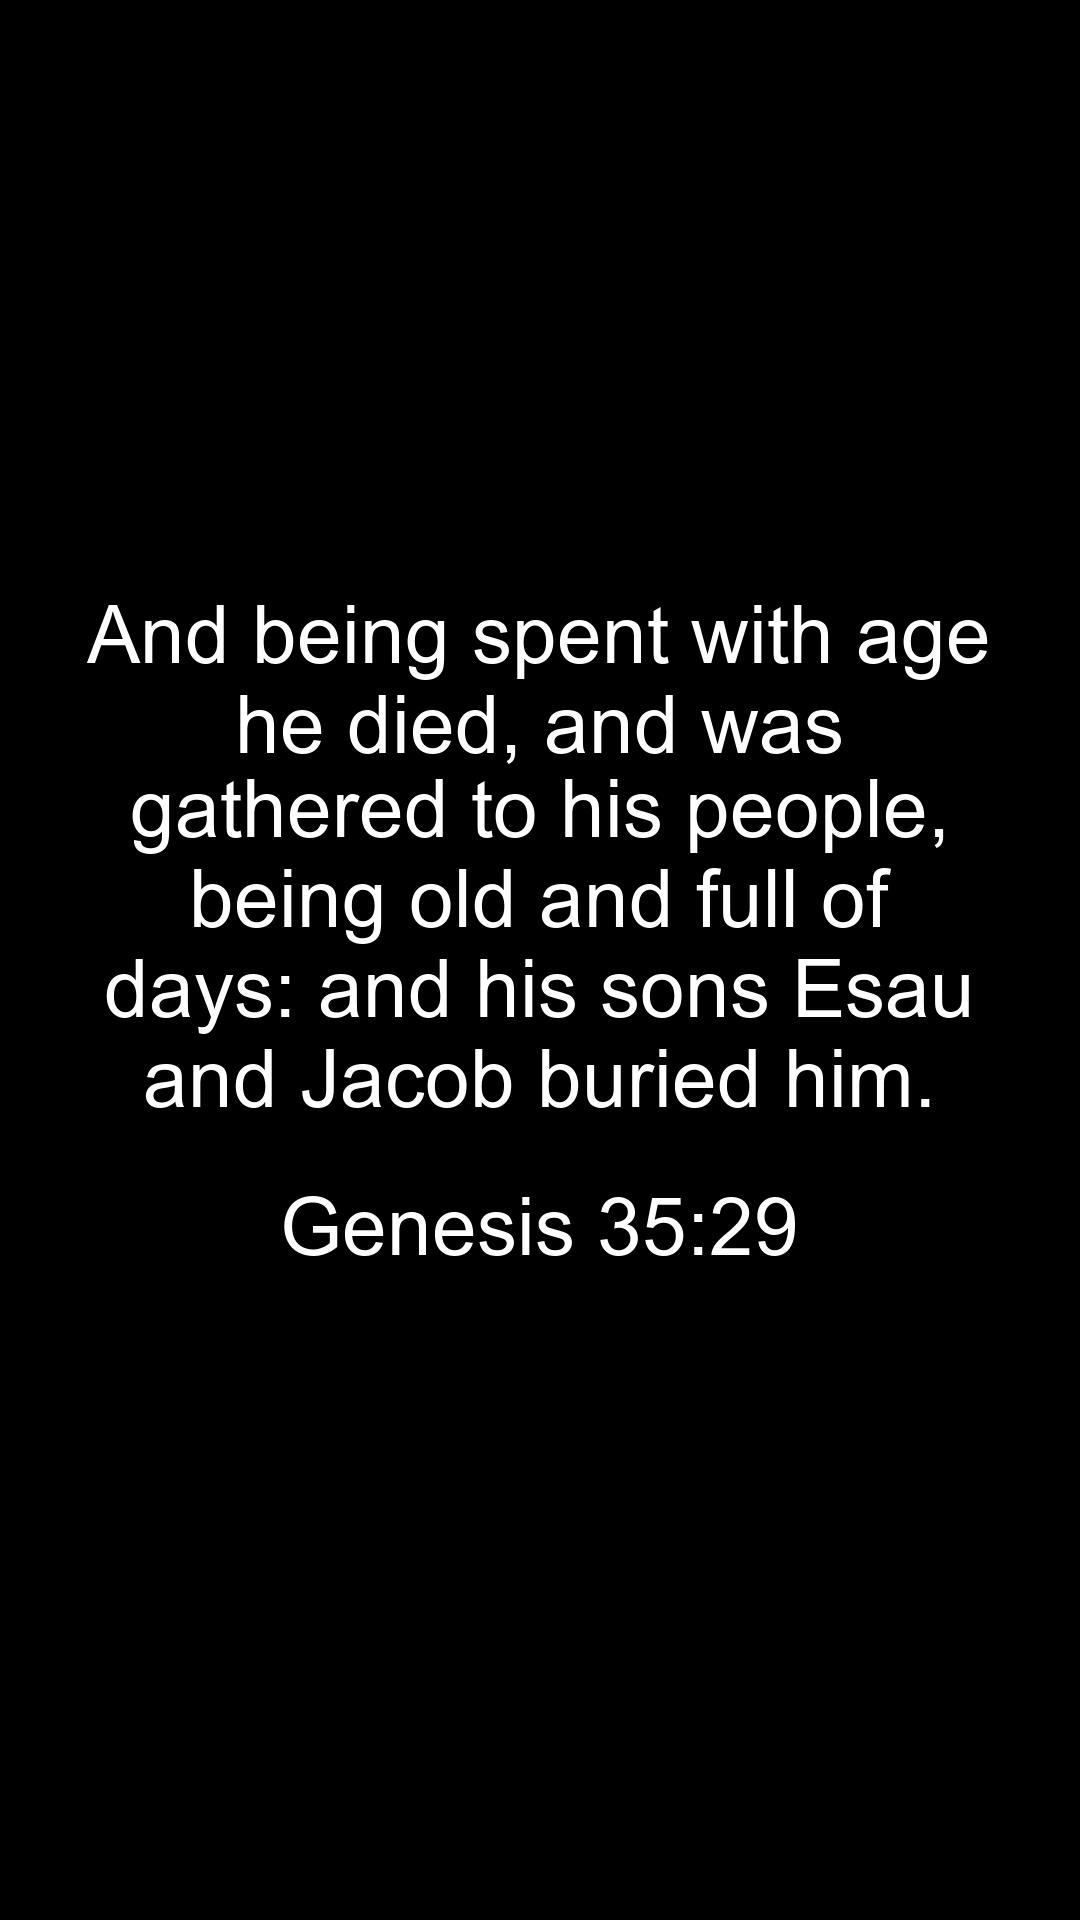 And being spent with age
he died, and was
gathered to his people,
being old and full of
days: and his sons Esau
and Jacob buried him.
Genesis 35:29